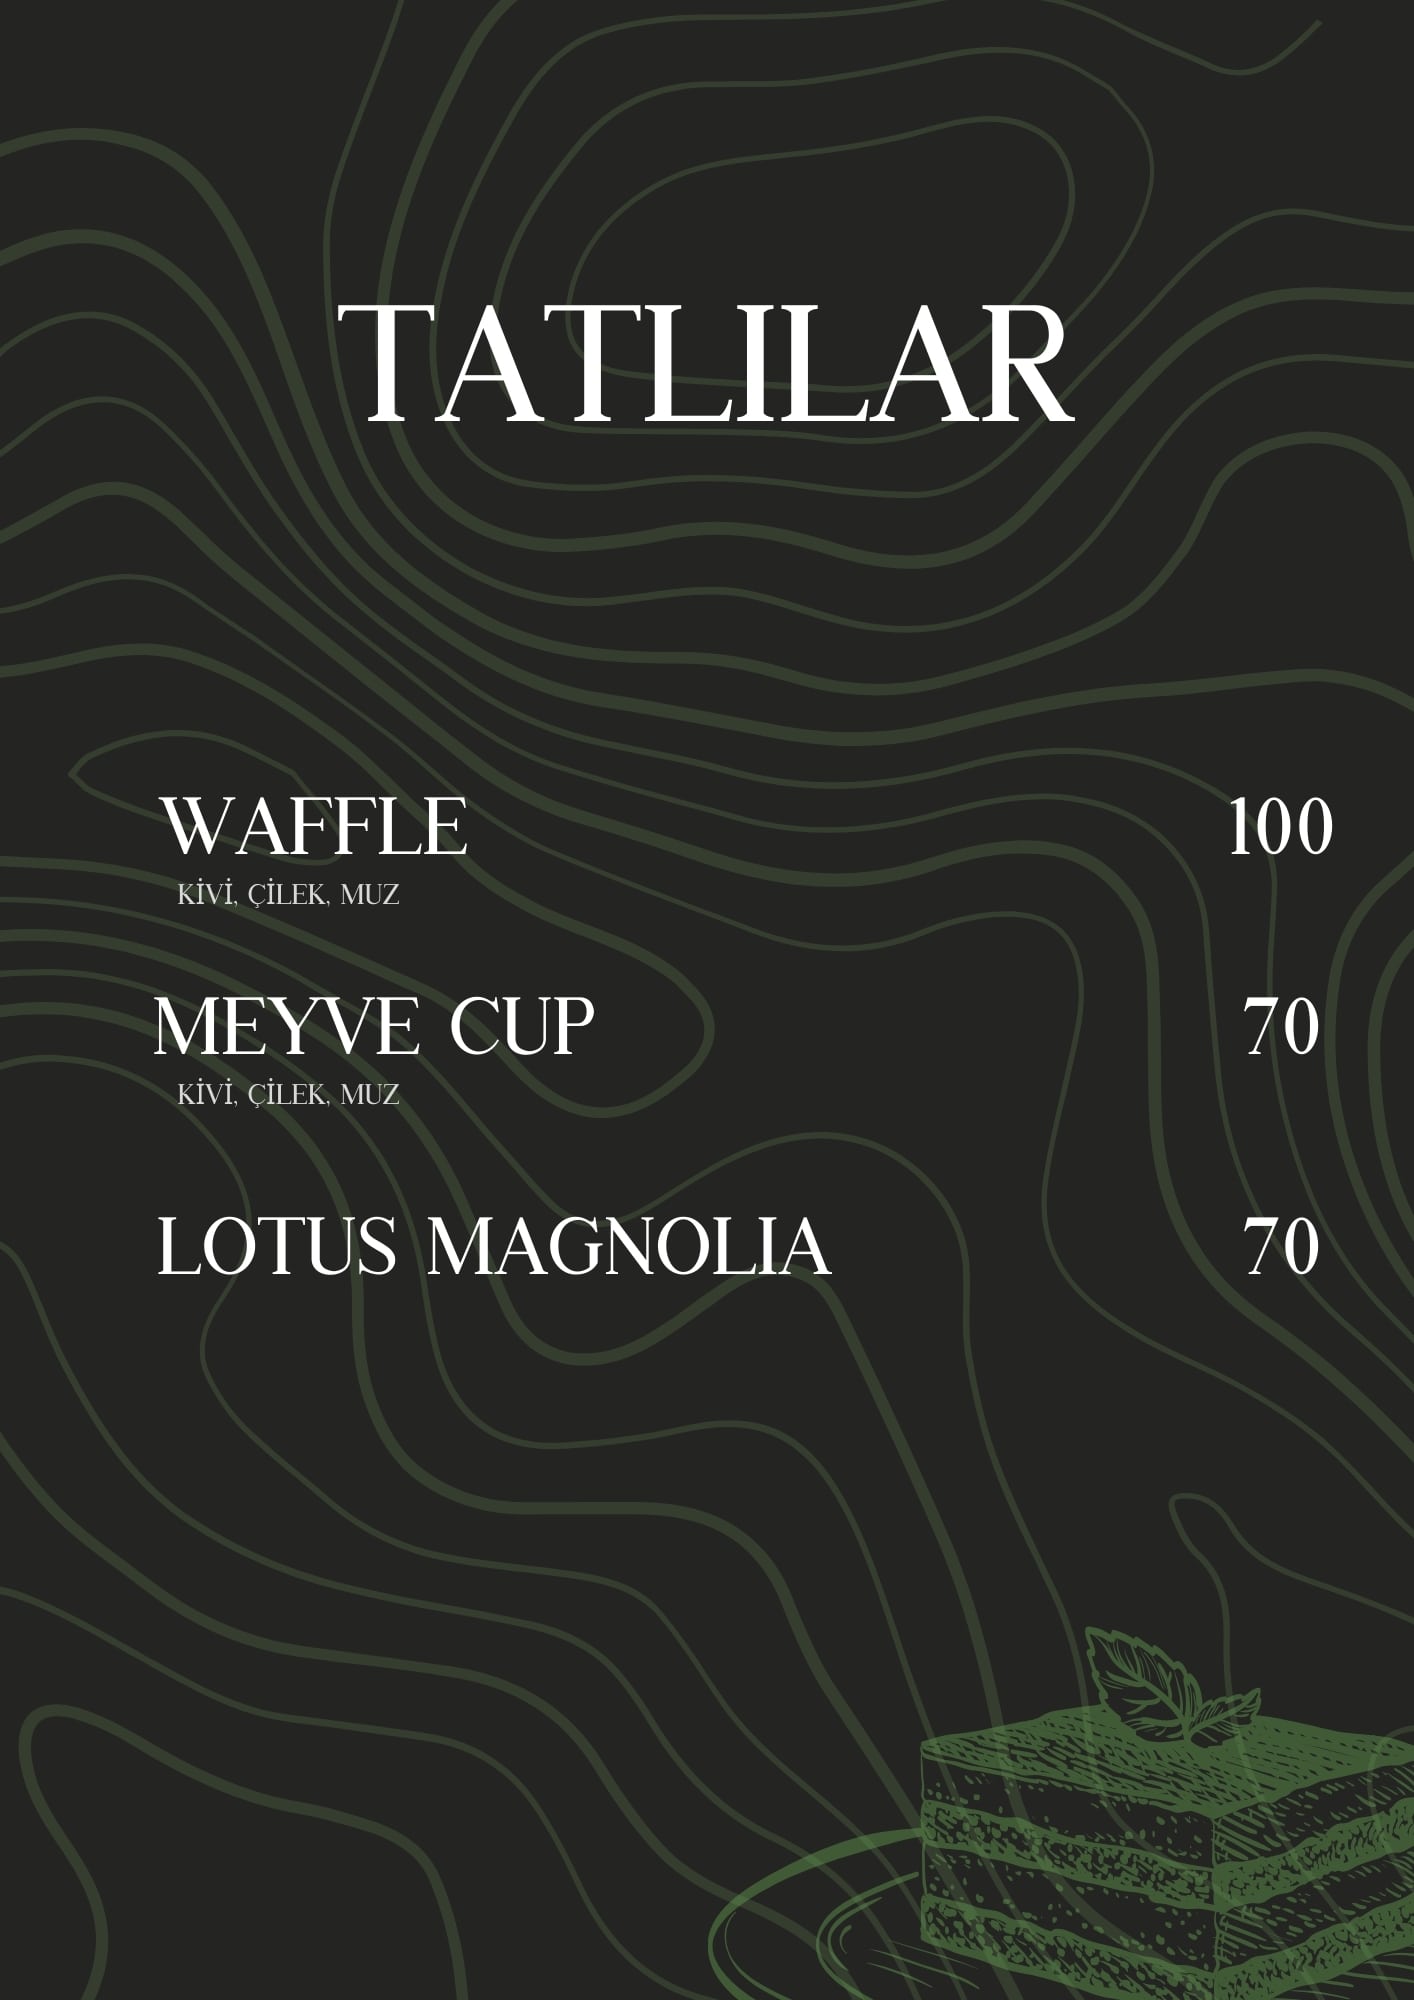 TATLILAR
WAFFLE 100
KİVİ, ÇİLEK, MUZ
MEYVE CUP 70
KİVİ, ÇİLEK, MUZ
LOTUS MAGNOLIA 70